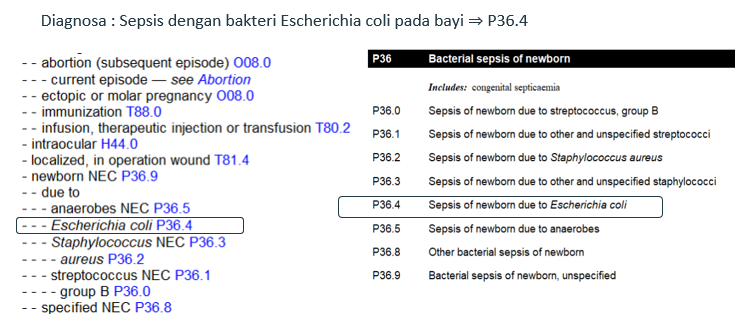 Diagnosa : Sepsis dengan bakteri Escherichia coli pada bayi ⇒ P36.4
- - abortion (subsequent episode) O08.0
- - - current episode — see Abortion
- - ectopic or molar pregnancy O08.0
- - immunization T88.0
- - infusion, therapeutic injection or transfusion T80.2
- intraocular H44.0
- localized, in operation wound T81.4
- newborn NEC P36.9
- - due to
- - - anaerobes NEC P36.5
- - - Escherichia coli P36.4
- - - Staphylococcus NEC P36.3
- - - - aureus P36.2
- - - streptococcus NEC P36.1
- - - - group B P36.0
- - specified NEC P36.8
P36 Bacterial sepsis of newborn
Includes: congenital septicaemia
P36.0 Sepsis of newborn due to streptococcus, group B
P36.1 Sepsis of newborn due to other and unspecified streptococci
P36.2 Sepsis of newborn due to Staphylococcus aureus
P36.3 Sepsis of newborn due to other and unspecified staphylococci
P36.4 Sepsis of newborn due to Escherichia coli
P36.5 Sepsis of newborn due to anaerobes
P36.8 Other bacterial sepsis of newborn
P36.9 Bacterial sepsis of newborn, unspecified